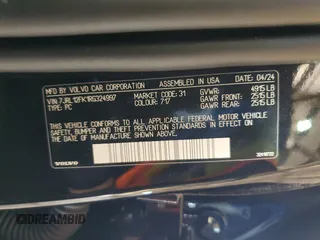 MFD BY: VOLVO CAR CORPORATION ASSEMBLED IN USA DATE 04/24
VIN 7JRL12FK1RG324997 MARKET CODE: 31 GVWR: 4915 LB
TYPE: PC COLOUR: 717 GAWR FRONT: 2515 LB
GAWR REAR: 2515 LB
THIS VEHICLE CONFORMS TO ALL APPLICABLE FEDERAL MOTOR VEHICLE
SAFETY, BUMPER AND THEFT PREVENTION STANDARDS IN EFFECT ON
THE DATE OF MANUFACTURE SHOWN ABOVE.
VOLVO
DREAMBID